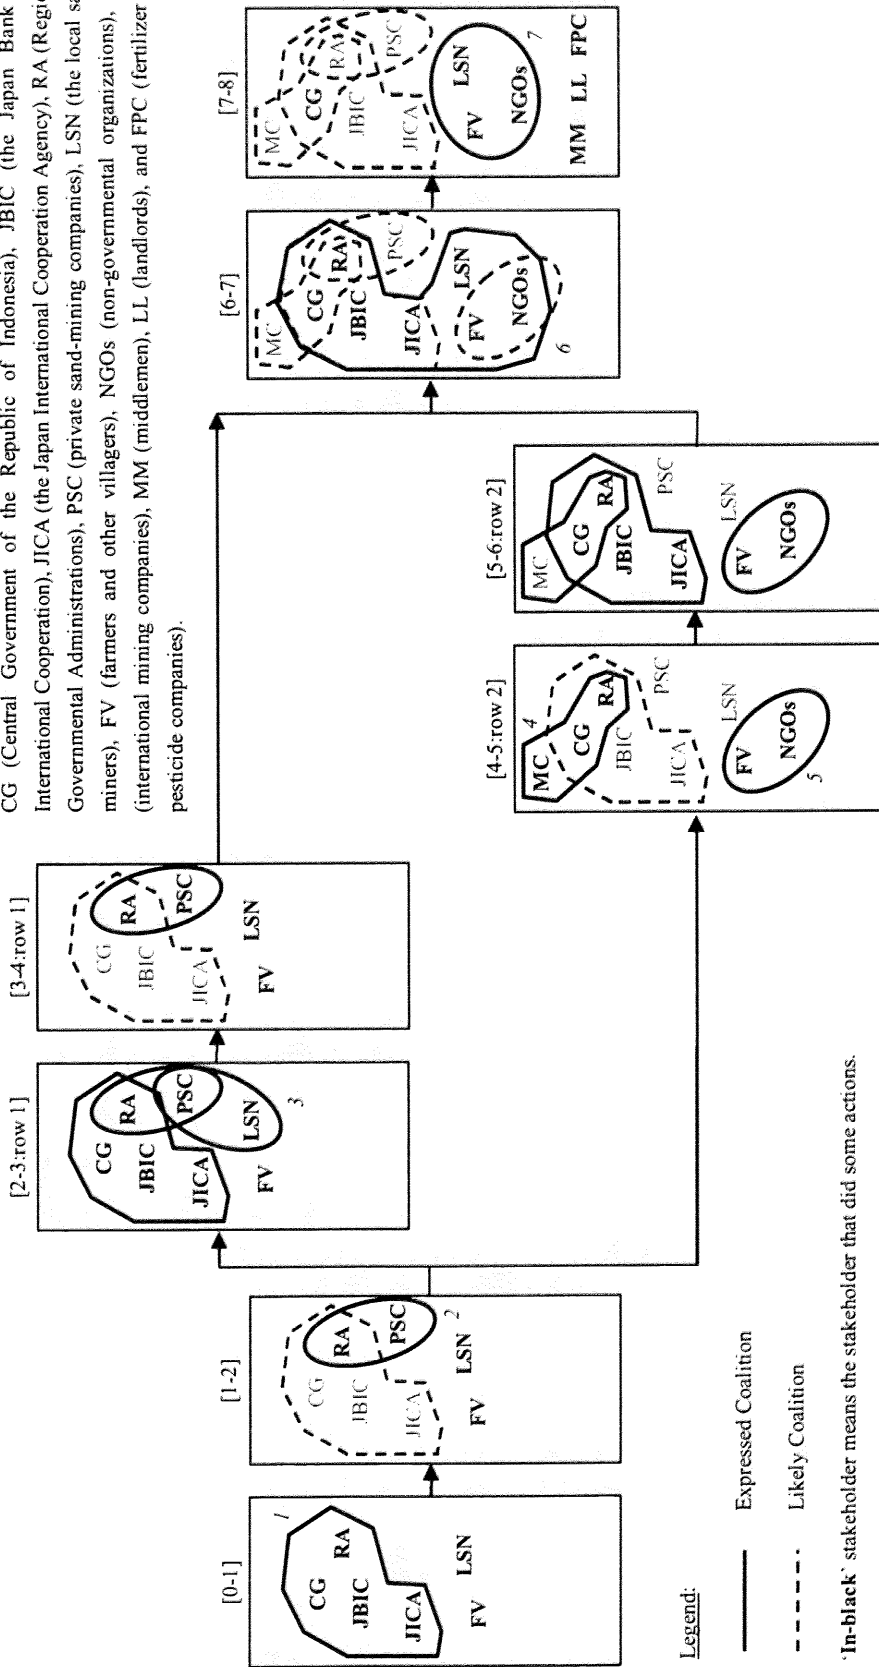 CG (Central Government of the Republic of Indonesia), JBIC (the Japan Bank
International Cooperation), JICA (the Japan International Cooperation Agency), RA
Governmental Administrations), PSC (private sand-mining companies), LSN (the local
miners), FV (farmers and other villagers), NGOs (non-governmental organizations),
(international mining companies), MM (middlemen), LL (landlords), and FPC (fertilizer
pesticide companies).
[0-1]
1
CG
RA
JBIC
JICA
FV
LSN
[1-2]
CG
RA
JBIC
PSC
JICA
2
FV
LSN
[2-3:row 1]
CG
RA
JBIC
PSC
JICA
LSN
FV
3
[3-4:row 1]
CG
RA
JBIC
PSC
JICA
FV
LSN
[4-5:row 2]
MC
4
CG
RA
JBIC
PSC
JICA
LSN
FV
NGOs
5
[5-6:row 2]
MC
CG
RA
JBIC
PSC
JICA
LSN
FV
NGOs
[6-7]
MC
CG
RA
JBIC
PSC
JICA
LSN
FV
NGOs
6
[7-8]
MC
CG
RA
JBIC
PSC
JICA
FV
LSN
NGOs
7
MM LL FPC
Legend:
Expressed Coalition
Likely Coalition
'In-black` stakeholder means the stakeholder that did some actions.